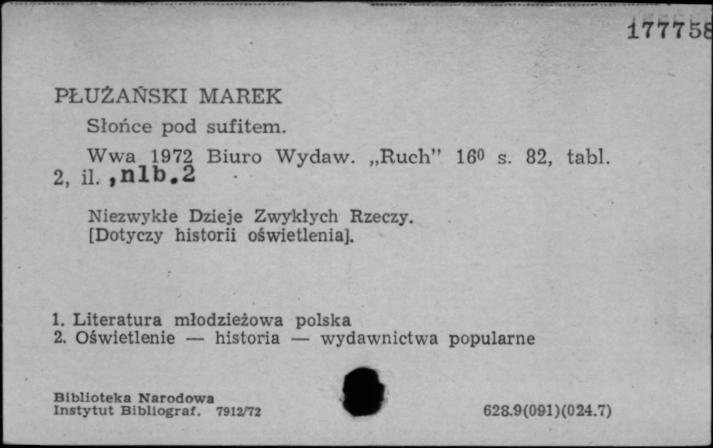 177758
PŁUŻAŃSKI MAREK
Słońce pod sufitem.
Wwa 1972 Biuro Wydaw. „Ruch” 16⁰ s. 82, tabl.
2, il. , nlb. 2
Niezwykłe Dzieje Zwykłych Rzeczy.
[Dotyczy historii oświetlenia].
1. Literatura młodzieżowa polska
2. Oświetlenie — historia — wydawnictwa popularne
Biblioteka Narodowa
Instytut Bibliograf. 7912/72
628.9(091)(024.7)